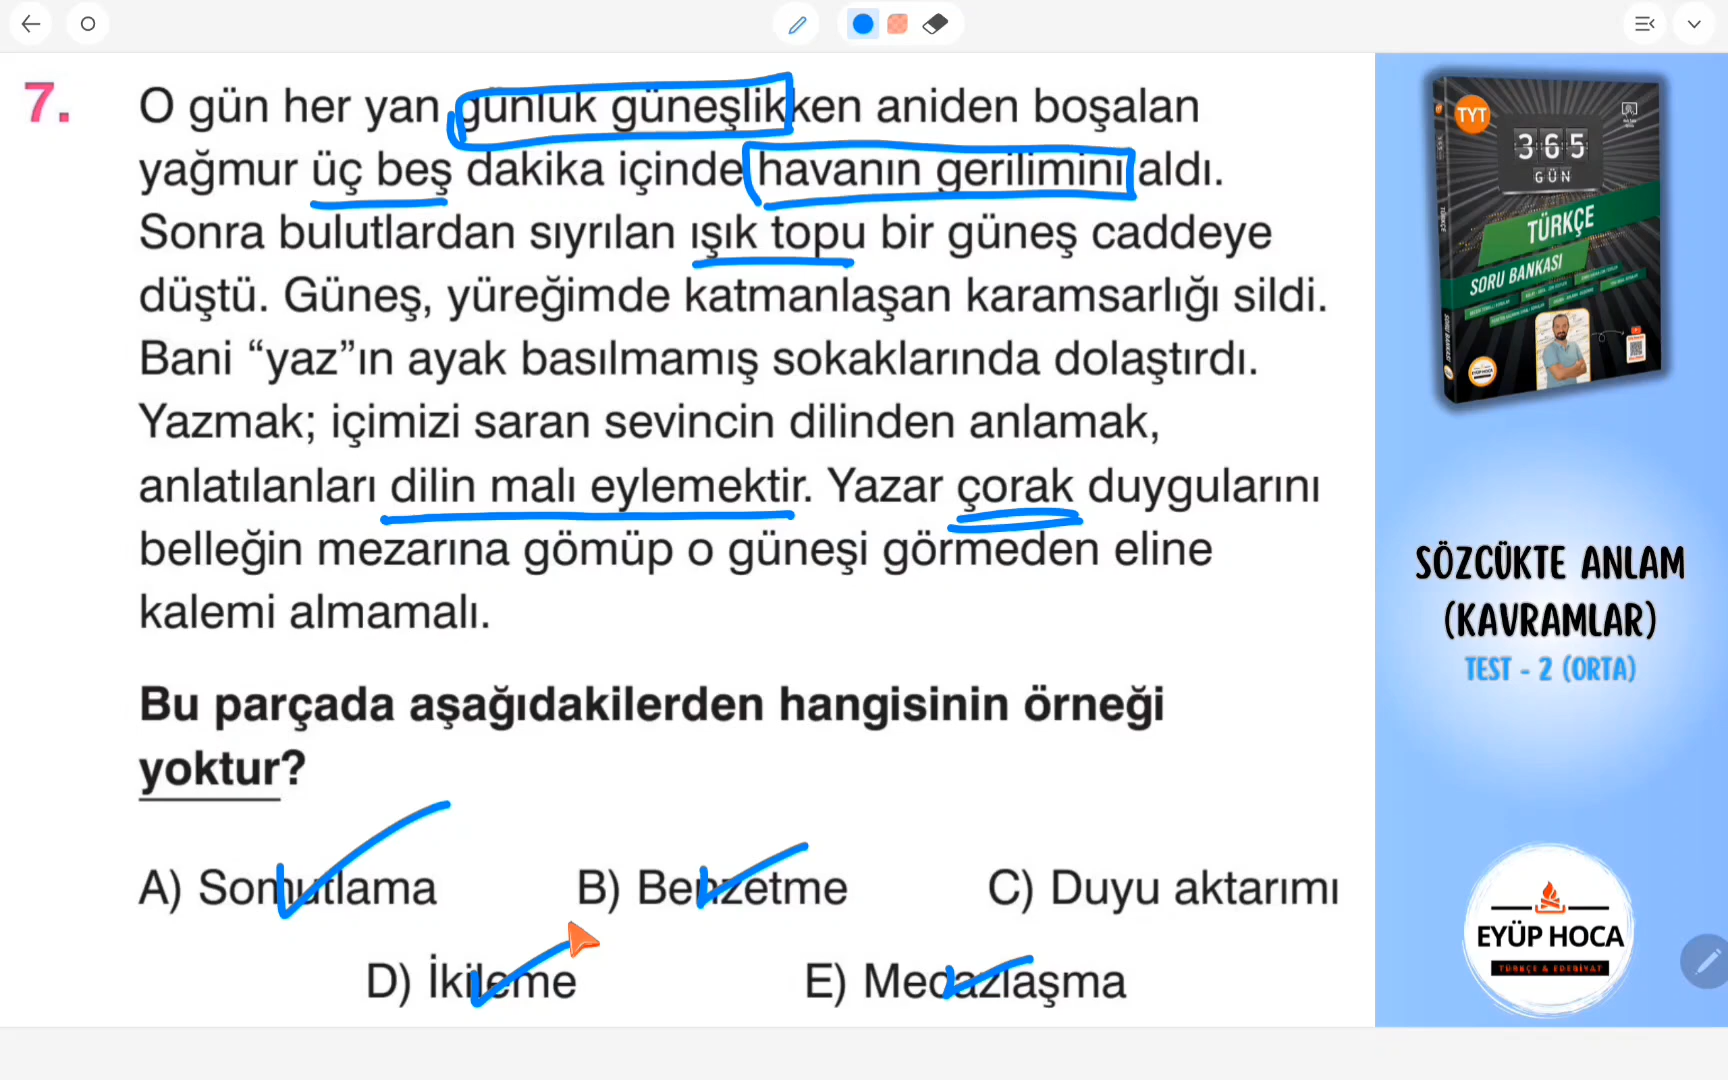 7. O gün her yan günlük güneşlikken aniden boşalan
yağmur üç beş dakika içinde havanın gerilimini aldı.
Sonra bulutlardan sıyrılan ışık topu bir güneş caddeye
düştü. Güneş, yüreğimde katmanlaşan karamsarlığı sildi.
Bani “yaz”ın ayak basılmamış sokaklarında dolaştırdı.
Yazmak; içimizi saran sevincin dilinden anlamak,
anlatılanları dilin malı eylemektir. Yazar çorak duygularını
belleğin mezarına gömüp o güneşi görmeden eline
kalemi almamalı.
Bu parçada aşağıdakilerden hangisinin örneği
yoktur?
A) Somutlama B) Benzetme C) Duyu aktarımı
D) İkileme E) Mecazlaşma
TYT
365
GÜN
TÜRKÇE
SORU BANKASI
SÖZCÜKTE ANLAM
(KAVRAMLAR)
TEST - 2 (ORTA)
EYÜP HOCA
TÜRKÇE & EDEBİYAT